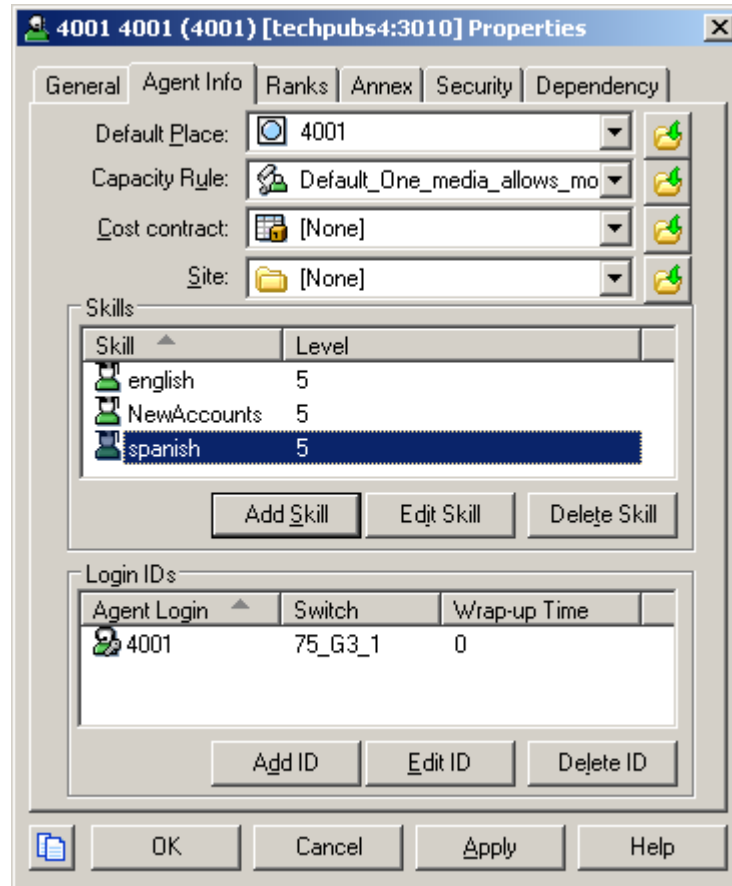 4001 4001 (4001) [techpubs4:3010] Properties
General Agent Info Ranks Annex Security Dependency
Default Place: 4001
Capacity Rule: Default_One_media_allows_mo
Cost contract: [None]
Site: [None]
Skills
Skill Level
english 5
NewAccounts 5
spanish 5
Add Skill Edit Skill Delete Skill
Login IDs
Agent Login Switch Wrap-up Time
4001 75_G3_1 0
Add ID Edit ID Delete ID
OK Cancel Apply Help